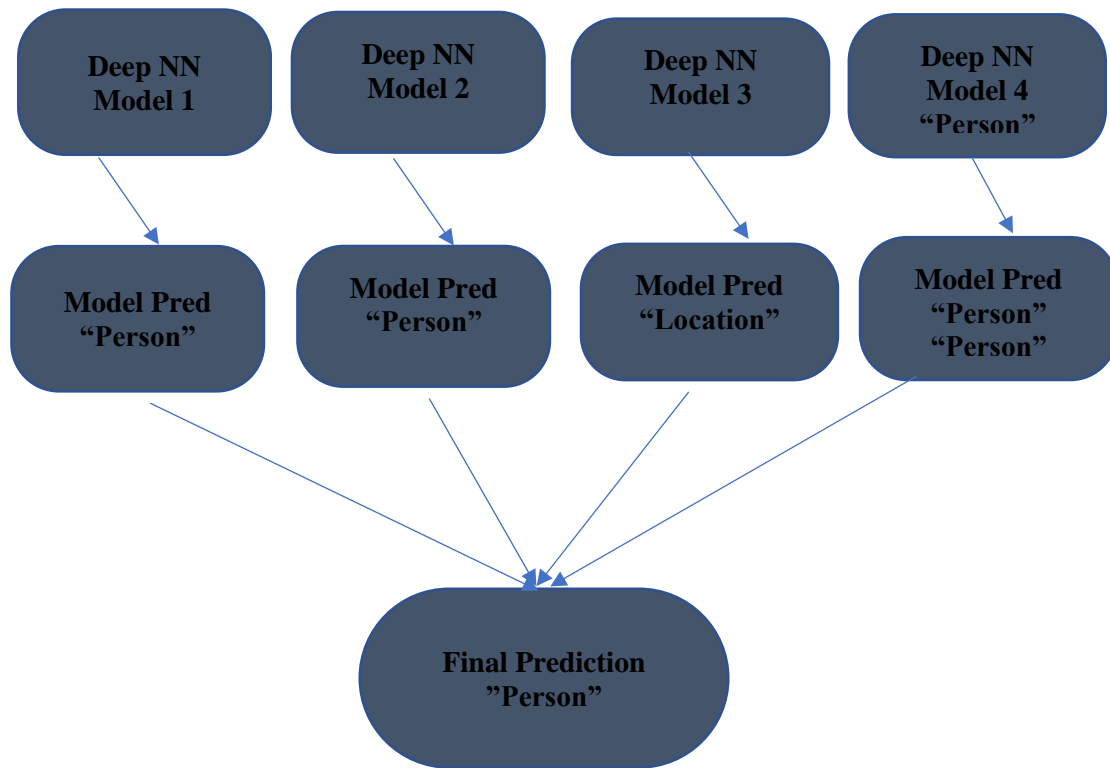 Deep NN
Model 1
Deep NN
Model 2
Deep NN
Model 3
Deep NN
Model 4
“Person”
Model Pred
“Person”
Model Pred
“Person”
Model Pred
“Location”
Model Pred
“Person”
“Person”
Final Prediction
”Person”